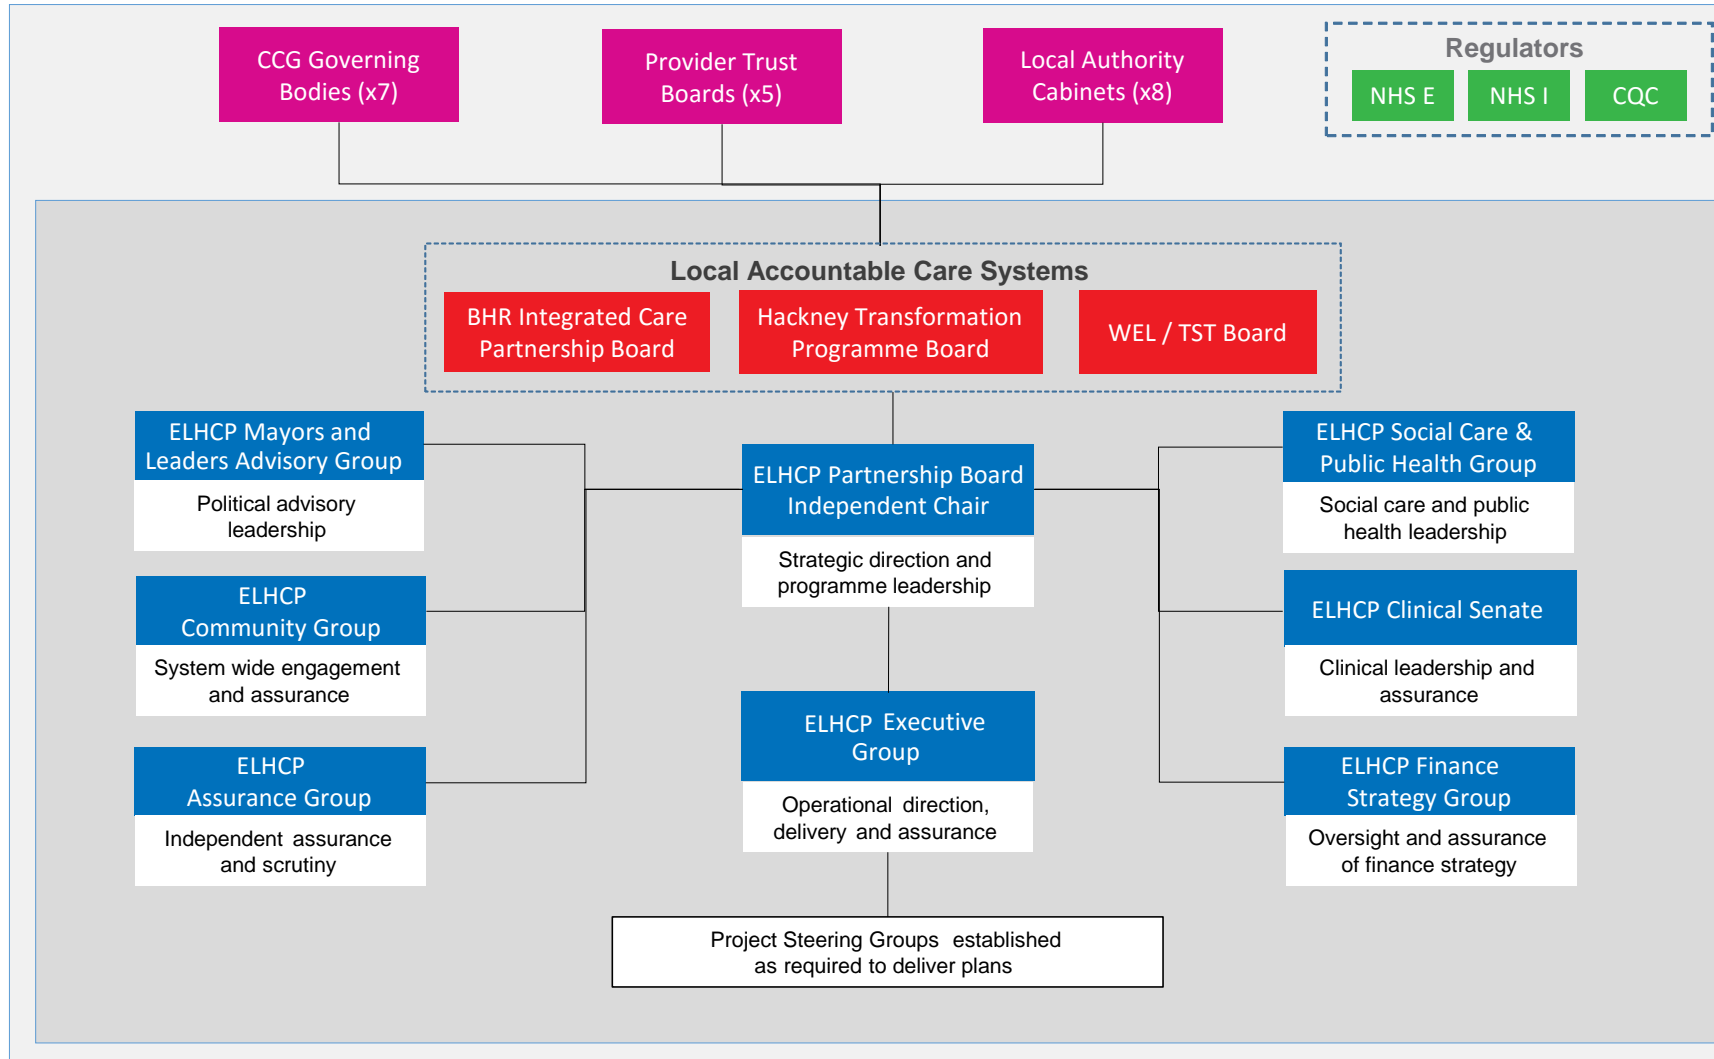 CCG Governing
Bodies (x7)
Provider Trust
Boards (x5)
Local Authority
Cabinets (x8)
Regulators
NHS E
NHS I
CQC
Local Accountable Care Systems
BHR Integrated Care
Partnership Board
Hackney Transformation
Programme Board
WEL / TST Board
ELHCP Mayors and
Leaders Advisory Group
Political advisory
leadership
ELHCP
Community Group
System wide engagement
and assurance
ELHCP
Assurance Group
Independent assurance
and scrutiny
ELHCP Partnership Board
Independent Chair
Strategic direction and
programme leadership
ELHCP Executive
Group
Operational direction,
delivery and assurance
Project Steering Groups established
as required to deliver plans
ELHCP Social Care &
Public Health Group
Social care and public
health leadership
ELHCP Clinical Senate
Clinical leadership and
assurance
ELHCP Finance
Strategy Group
Oversight and assurance
of finance strategy